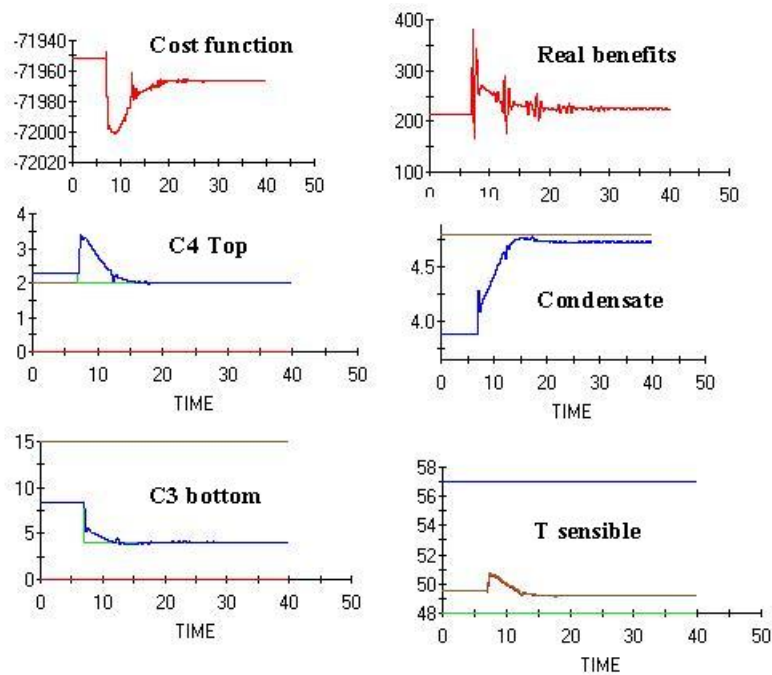 Cost function
-71940
-71960
-71980
-72000
-72020
0 10 20 30 40 50
Real benefits
400
300
200
100
10 20 30 40 50
C4 Top
4
3
2
1
0
0 10 20 30 40 50
TIME
Condensate
4.5
4.0
0 10 20 30 40 50
TIME
C3 bottom
15
10
5
0
0 10 20 30 40 50
TIME
T sensible
58
56
54
52
50
48
0 10 20 30 40 50
TIME